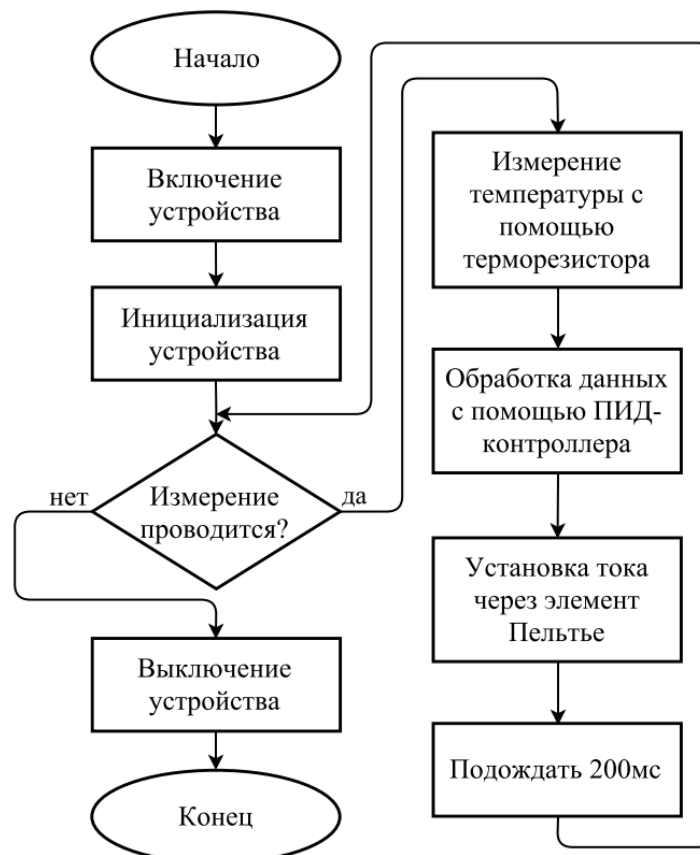 Начало
Включение
устройства
Инициализация
устройства
нет
Измерение
проводится?
да
Выключение
устройства
Конец
Измерение
температуры с
помощью
терморезистора
Обработка данных
с помощью ПИД-
контроллера
Установка тока
через элемент
Пельтье
Подождать 200мс